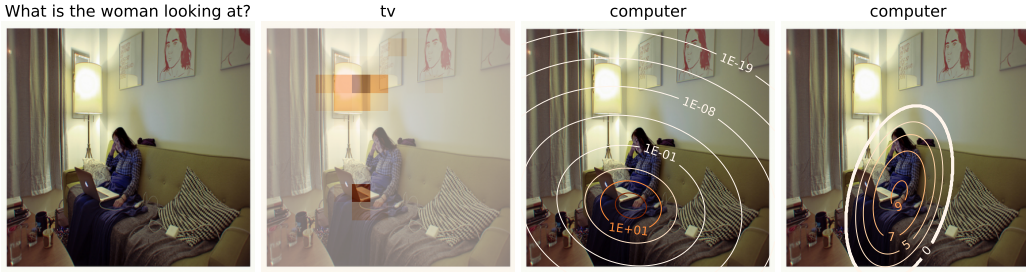 What is the woman looking at?
tv
computer
computer
1E-19
1E-08
1E-01
1E+01
9
7
5
0